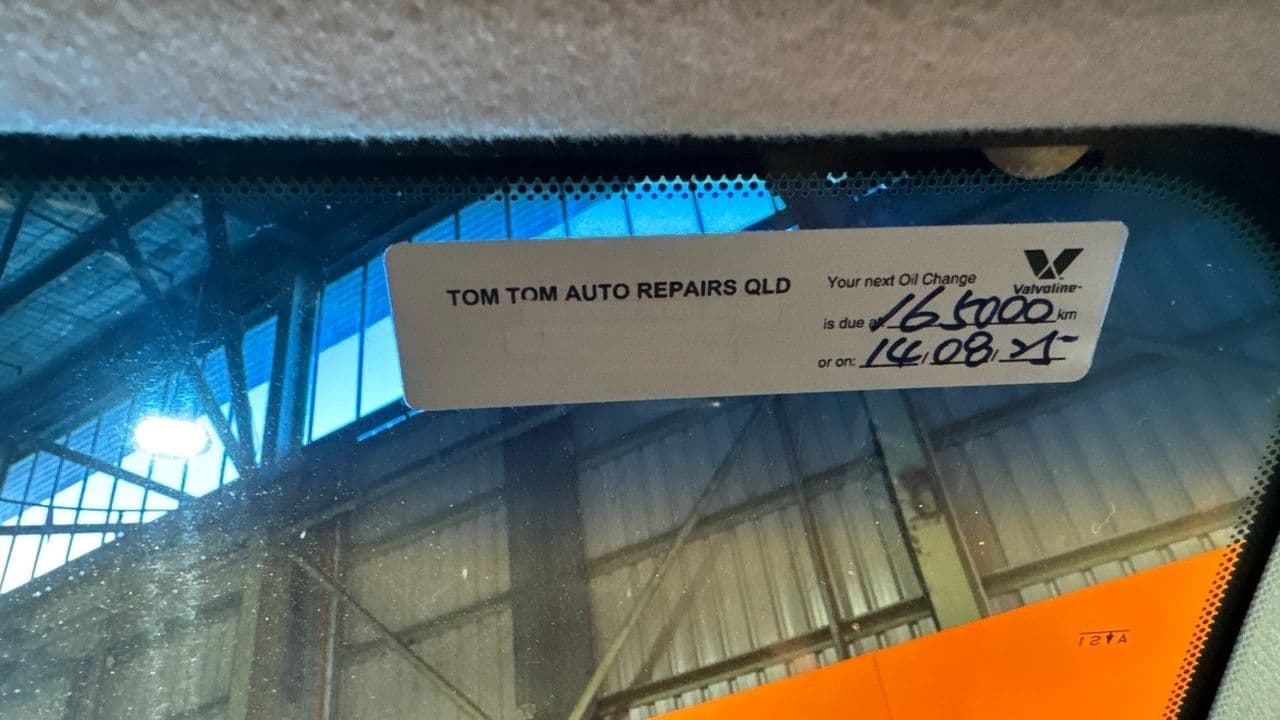 TOM TOM AUTO REPAIRS QLD
Your next Oil Change
Valvoline
is due at 165000 km
or on: 14/08/25